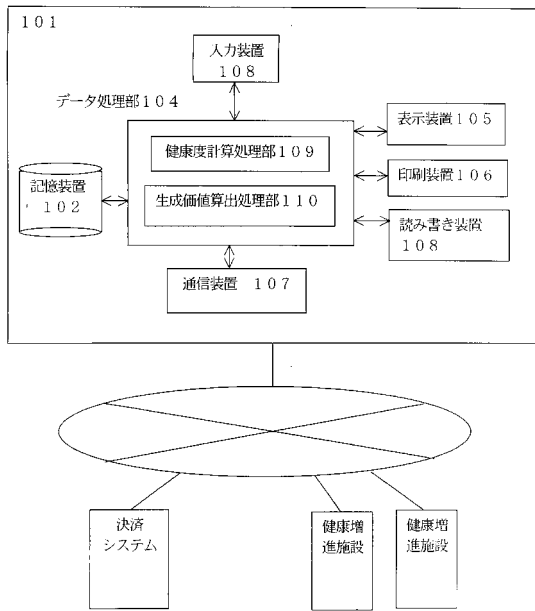 １０１
入力装置
１０８
データ処理部１０４
表示装置１０５
健康度計算処理部１０９
印刷装置１０６
記憶装置
１０２
生成価値算出処理部１１０
読み書き装置
１０８
通信装置　１０７
決済
システム
健康増
進施設
健康増
進施設